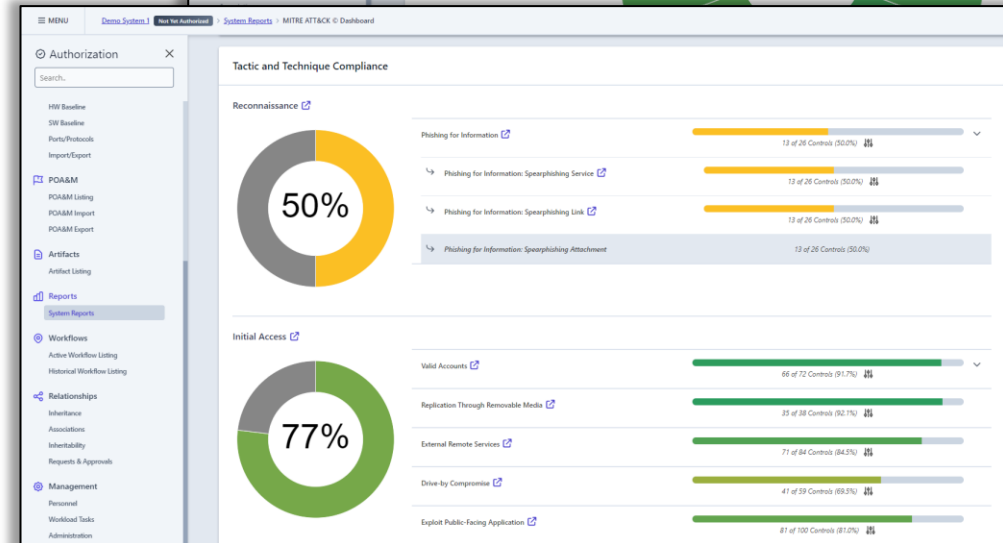 MENU
Demo System 1 Not Yet Authorized > System Reports > MITRE ATT&CK © Dashboard
Authorization
Search..
HW Baseline
SW Baseline
Ports/Protocols
Import/Export
POA&M
POA&M Listing
POA&M Import
POA&M Export
Artifacts
Artifact Listing
Reports
System Reports
Workflows
Active Workflow Listing
Historical Workflow Listing
Relationships
Inheritance
Associations
Inheritability
Requests & Approvals
Management
Personnel
Workload Tasks
Administration
Tactic and Technique Compliance
Reconnaissance
50%
Phishing for Information
13 of 26 Controls (50.0%)
Phishing for Information: Spearphishing Service
13 of 26 Controls (50.0%)
Phishing for Information: Spearphishing Link
13 of 26 Controls (50.0%)
Phishing for Information: Spearphishing Attachment
13 of 26 Controls (50.0%)
Initial Access
77%
Valid Accounts
66 of 72 Controls (91.7%)
Replication Through Removable Media
35 of 38 Controls (92.1%)
External Remote Services
71 of 84 Controls (84.5%)
Drive-by Compromise
41 of 59 Controls (69.5%)
Exploit Public-Facing Application
81 of 100 Controls (81.0%)